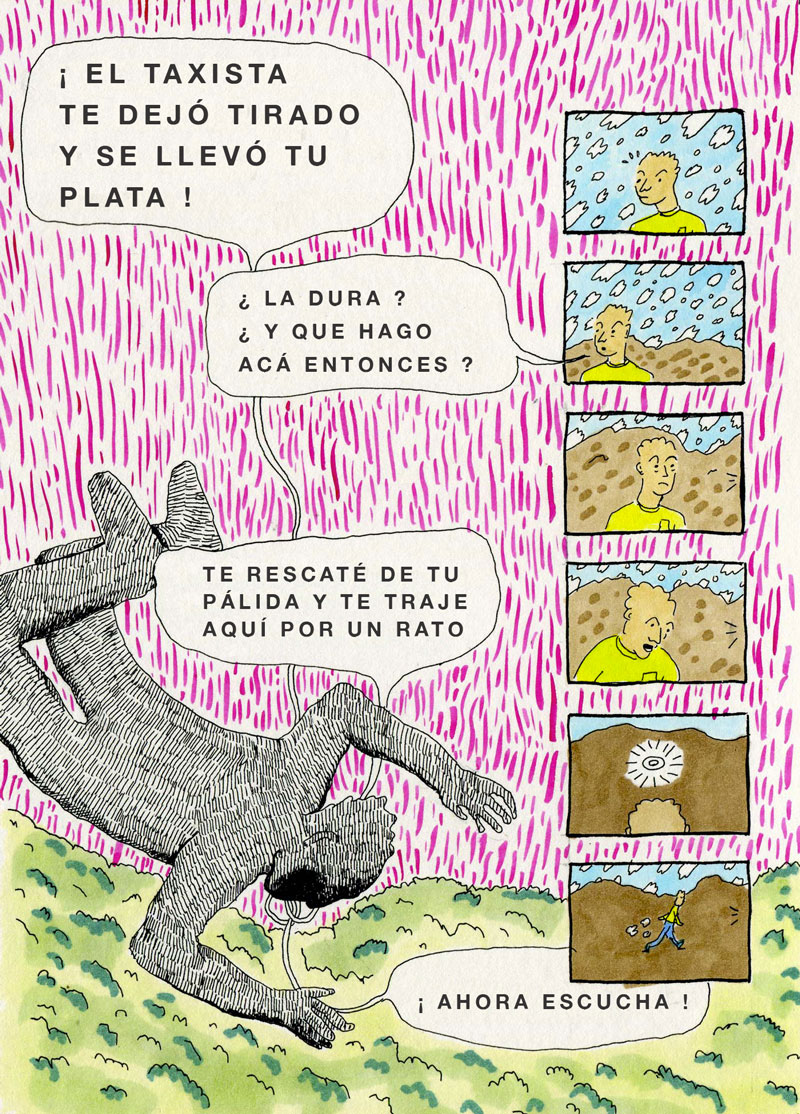 ¡ EL TAXISTA
TE DEJÓ TIRADO
Y SE LLEVÓ TU
PLATA !
¿ LA DURA ?
¿ Y QUE HAGO
ACÁ ENTONCES ?
TE RESCATÉ DE TU
PÁLIDA Y TE TRAJE
AQUÍ POR UN RATO
¡ AHORA ESCUCHA !